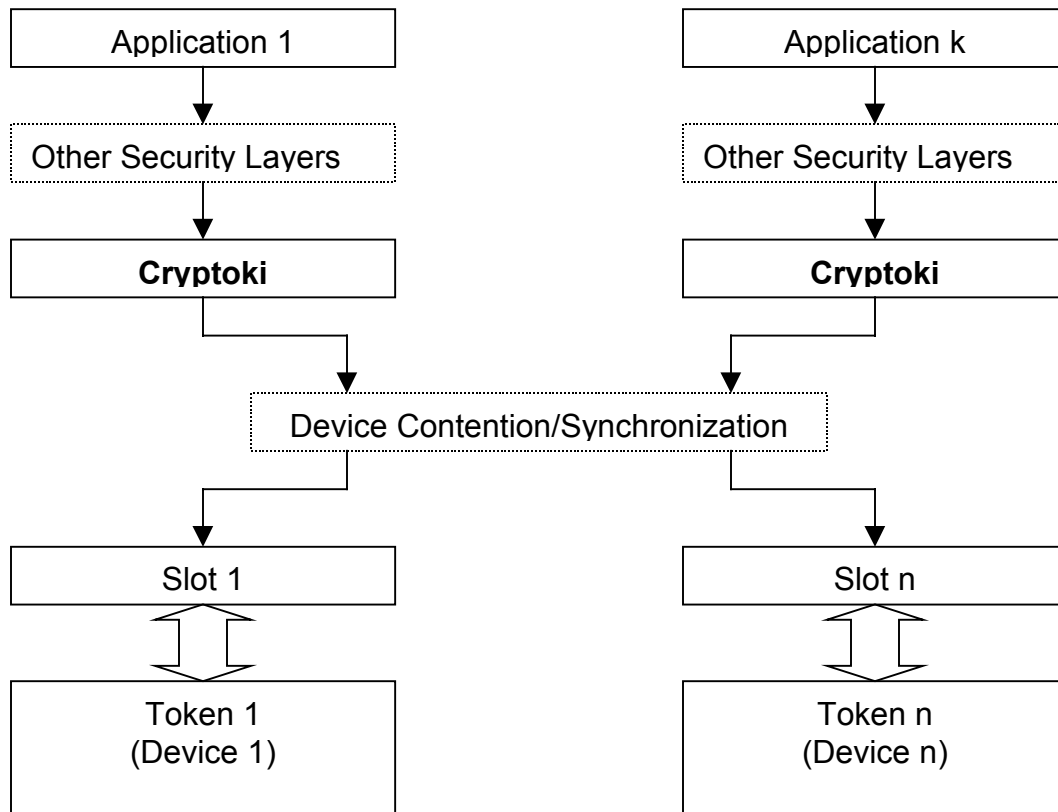 Application 1
Application k
Other Security Layers
Other Security Layers
Cryptoki
Cryptoki
Device Contention/Synchronization
Slot 1
Slot n
Token 1
(Device 1)
Token n
(Device n)